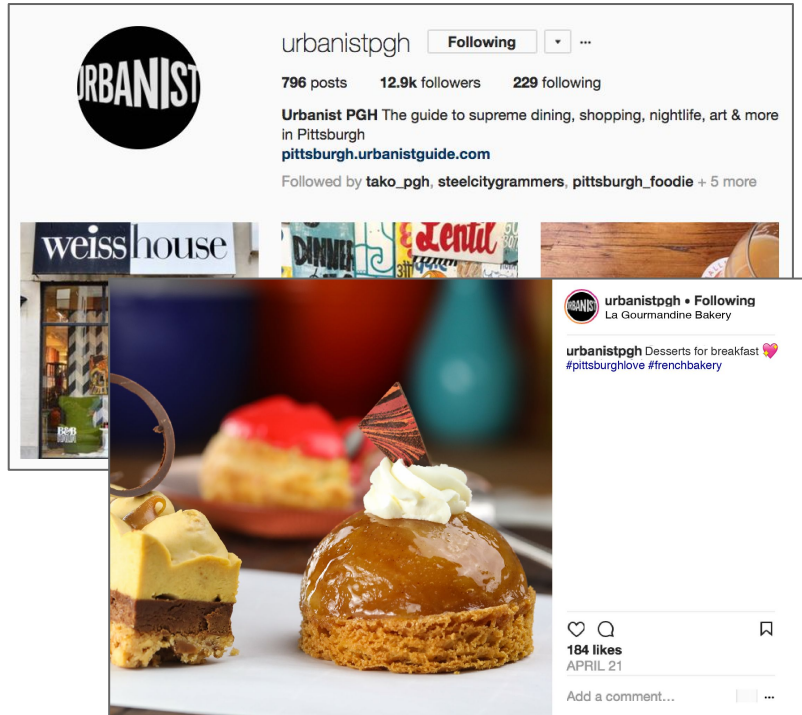 URBANIST
urbanistpgh Following ...
796 posts 12.9k followers 229 following
Urbanist PGH The guide to supreme dining, shopping, nightlife, art & more
in Pittsburgh
pittsburgh.urbanistguide.com
Followed by tako_pgh, steelcitygrammers, pittsburgh_foodie + 5 more
weisshouse
B&B
DINNER
Lentil
URBANIST
urbanistpgh • Following
La Gourmandine Bakery
urbanistpgh Desserts for breakfast 💖
#pittsburghlove #frenchbakery
184 likes
APRIL 21
Add a comment... ...